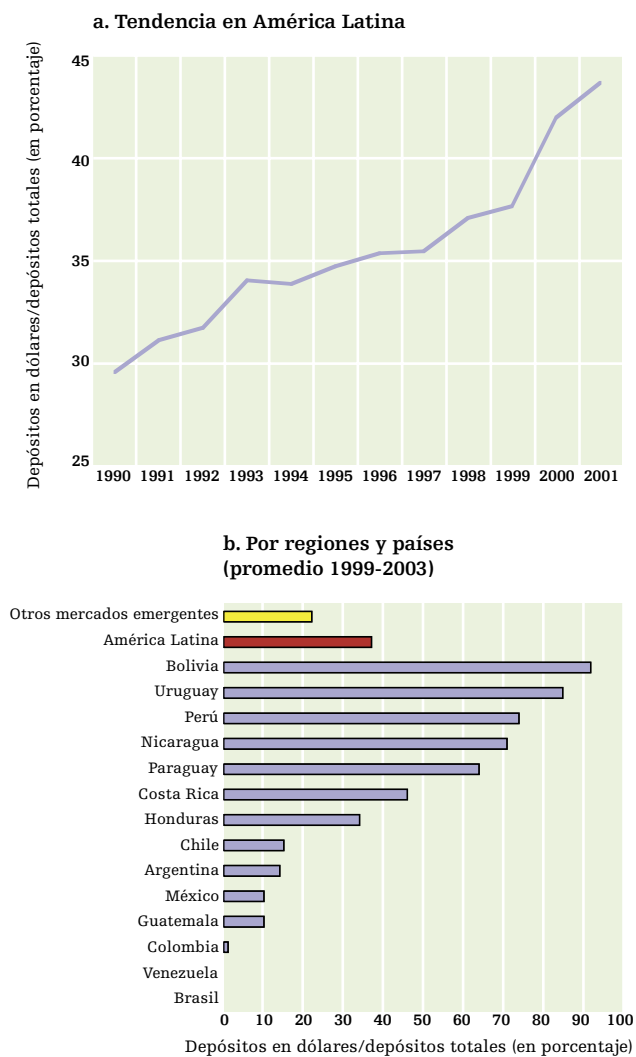 a. Tendencia en América Latina
Depósitos en dólares/depósitos totales (en porcentaje)
45
40
35
30
25
1990 1991 1992 1993 1994 1995 1996 1997 1998 1999 2000 2001
b. Por regiones y países
(promedio 1999-2003)
Otros mercados emergentes
América Latina
Bolivia
Uruguay
Perú
Nicaragua
Paraguay
Costa Rica
Honduras
Chile
Argentina
México
Guatemala
Colombia
Venezuela
Brasil
0 10 20 30 40 50 60 70 80 90 100
Depósitos en dólares/depósitos totales (en porcentaje)